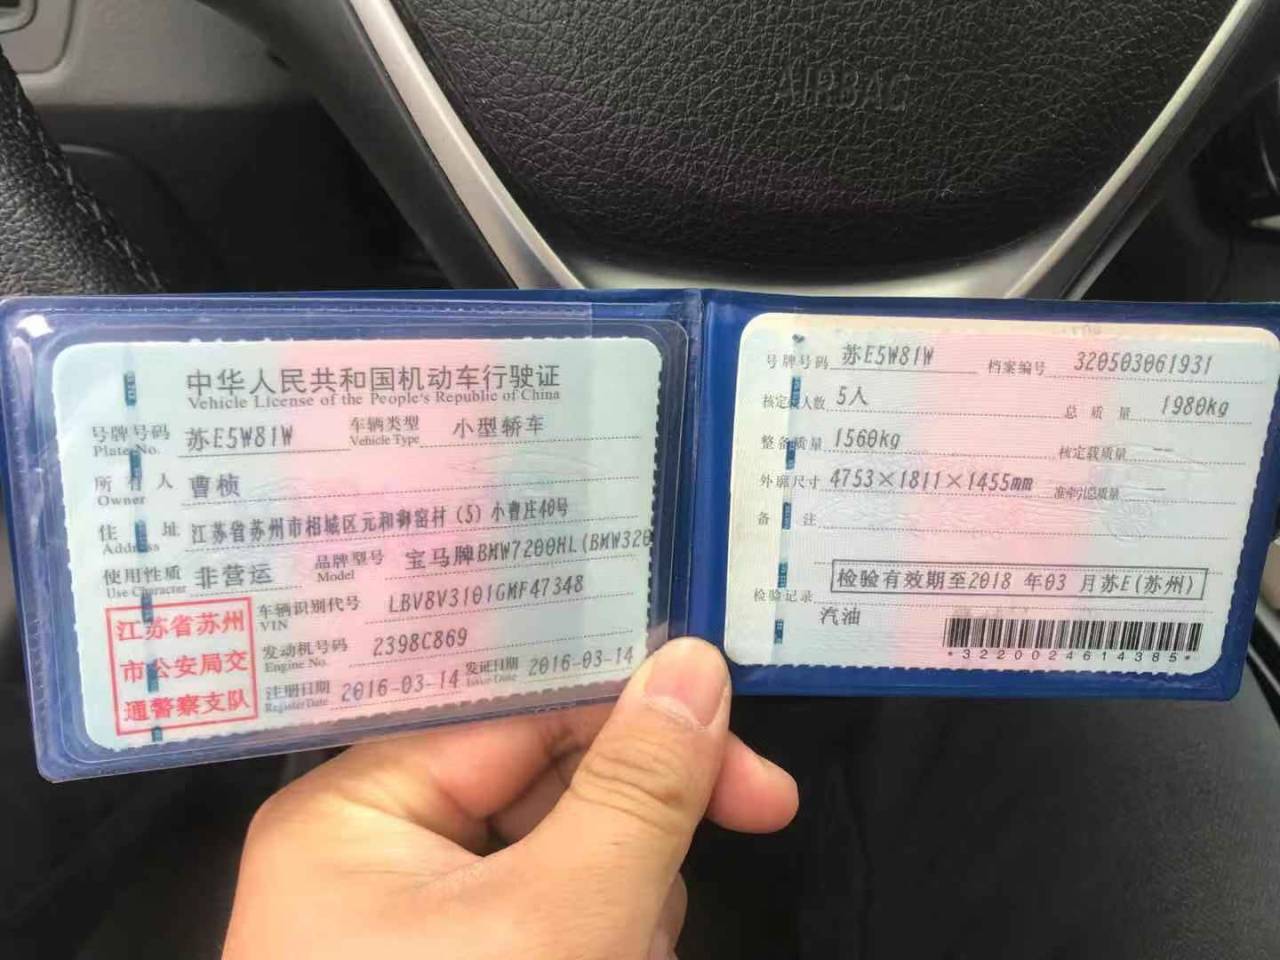 AIRBAG
中华人民共和国机动车行驶证
Vehicle License of the People's Republic of China
号牌号码 苏E5W81W 车辆类型 小型轿车
Plate No. Vehicle Type
所有人 曹桢
Owner
住址 江苏省苏州市相城区元和御窑村(5)小曹庄40号
Address
使用性质 非营运 品牌型号 宝马牌BMW7200HL(BMW320
Use Character Model
江苏省苏州
市公安局交
通警察支队
车辆识别代号 LBV8V3101GMF47348
VIN
发动机号码 2398C869
Engine No.
注册日期 2016-03-14 发证日期 2016-03-14
Register Date Issue Date
号牌号码 苏E5W81W 档案编号 320503061931
核定载人数 5人 总质量 1980kg
整备质量 1560kg 核定载质量 --
外廓尺寸 4753×1811×1455mm 准牵引总质量 --
备注
检验有效期至2018 年03 月苏E(苏州)
检验记录
汽油
*3220024614385*